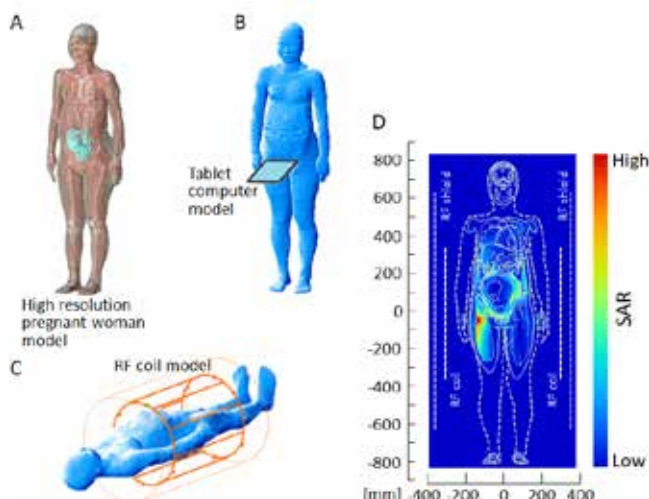 A
B
Tablet
computer
model
High resolution
pregnant woman
model
C
RF coil model
D
800
600
400
200
0
-200
-400
-600
-800
[mm]
-400
-200
0
200
400
RF shield
RF shield
RF coil
RF coil
High
SAR
Low